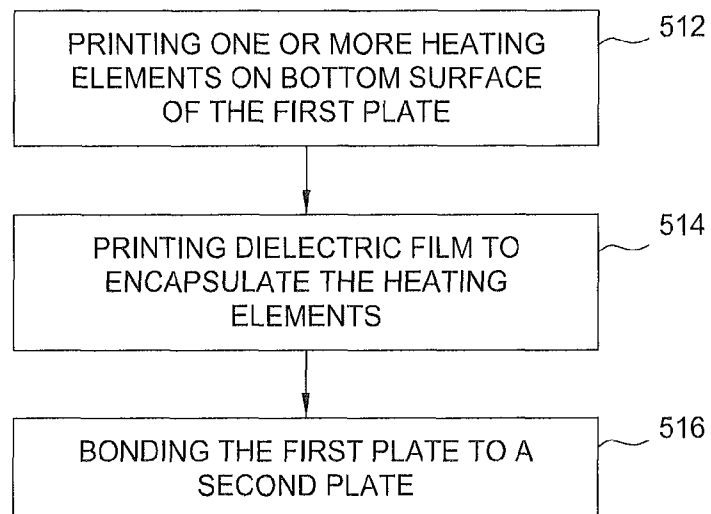 PRINTING ONE OR MORE HEATING
ELEMENTS ON BOTTOM SURFACE
OF THE FIRST PLATE
512
PRINTING DIELECTRIC FILM TO
ENCAPSULATE THE HEATING
ELEMENTS
514
BONDING THE FIRST PLATE TO A
SECOND PLATE
516